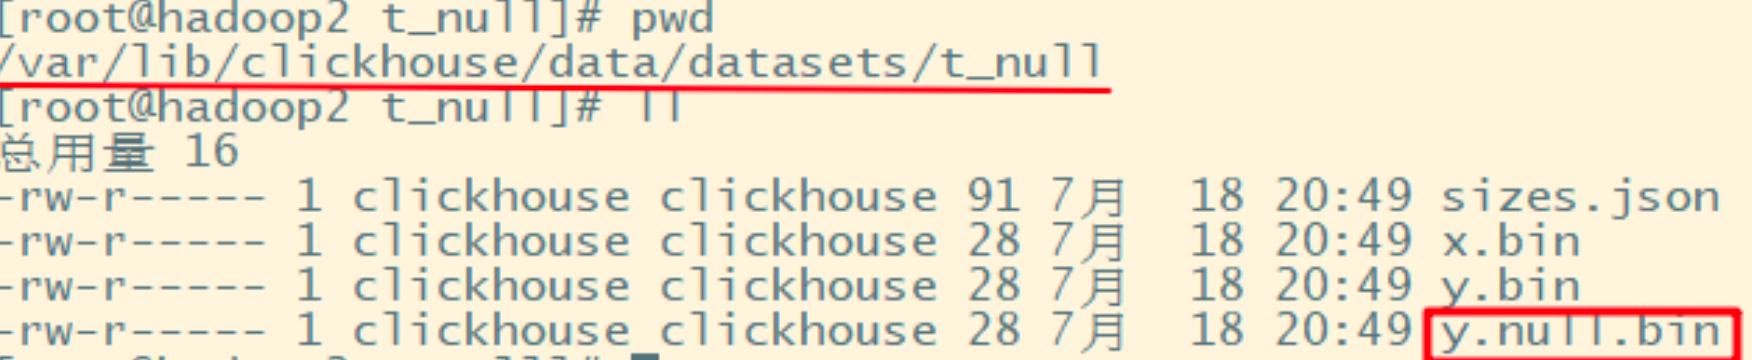 [root@hadoop2 t_null]# pwd
/var/lib/clickhouse/data/datasets/t_null
[root@hadoop2 t_null]# ll
总用量 16
-rw-r----- 1 clickhouse clickhouse 91 7月  18 20:49 sizes.json
-rw-r----- 1 clickhouse clickhouse 28 7月  18 20:49 x.bin
-rw-r----- 1 clickhouse clickhouse 28 7月  18 20:49 y.bin
-rw-r----- 1 clickhouse clickhouse 28 7月  18 20:49 y.null.bin